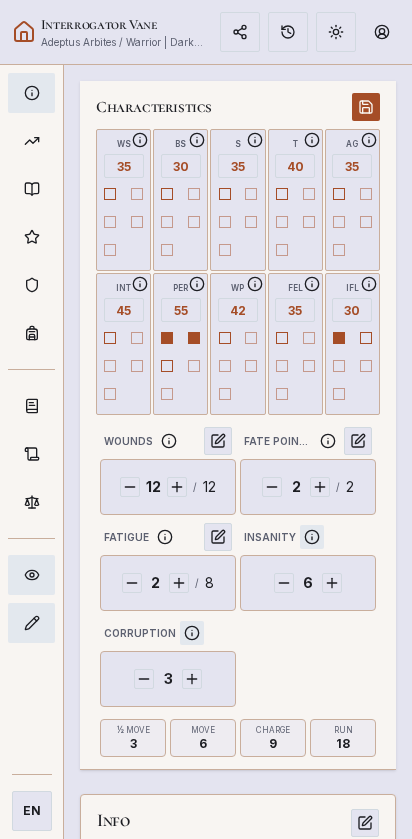 Interrogator Vane
Adeptus Arbites / Warrior | Dark...
Characteristics
WS BS S T AG
35 30 35 40 35
INT PER WP FEL IFL
45 55 42 35 30
WOUNDS FATE POIN...
12 / 12 2 / 2
FATIGUE INSANITY
2 / 8 6
CORRUPTION
3
½ MOVE MOVE CHARGE RUN
3 6 9 18
EN
Info